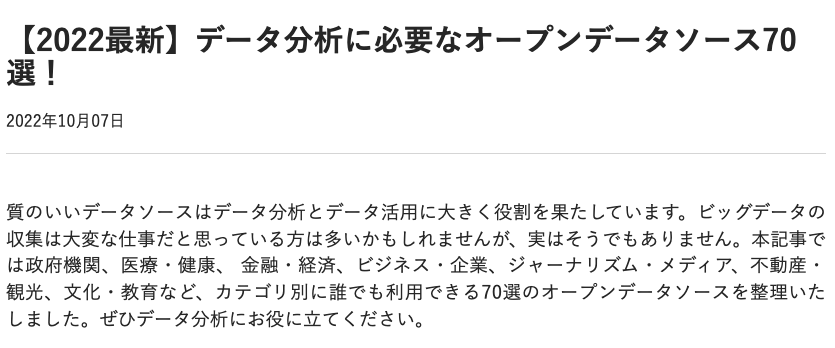 【2022最新】データ分析に必要なオープンデータソース70
選！
2022年10月07日
質のいいデータソースはデータ分析とデータ活用に大きく役割を果たしています。ビッグデータの
収集は大変な仕事だと思っている方は多いかもしれませんが、実はそうでもありません。本記事で
は政府機関、医療・健康、 金融・経済、ビジネス・企業、ジャーナリズム・メディア、不動産・
観光、文化・教育など、カテゴリ別に誰でも利用できる70選のオープンデータソースを整理いた
しました。ぜひデータ分析にお役に立てください。